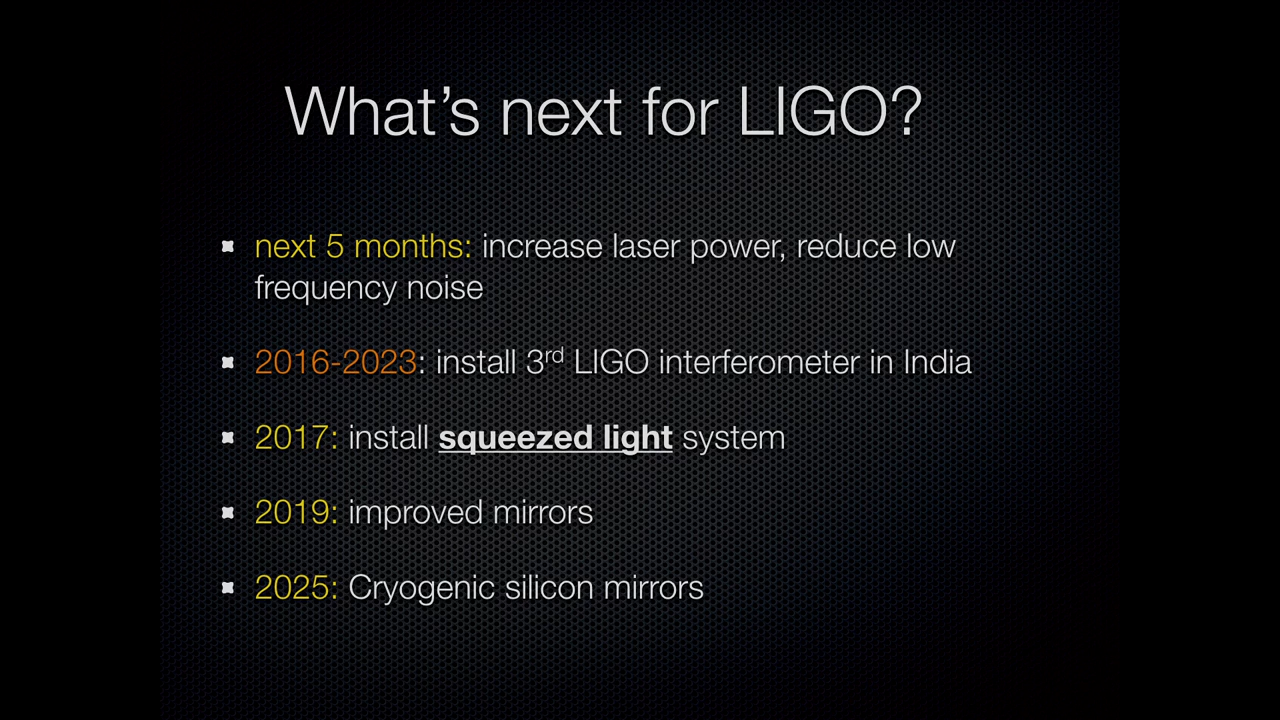 What's next for LIGO?
next 5 months: increase laser power, reduce low
frequency noise
2016-2023: install 3rd LIGO interferometer in India
2017: install squeezed light system
2019: improved mirrors
2025: Cryogenic silicon mirrors